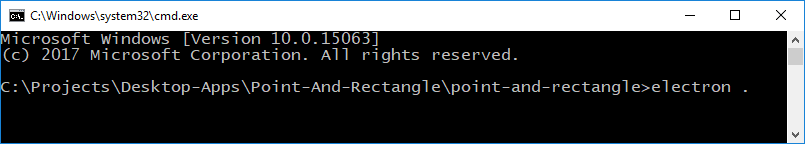 C:\Windows\system32\cmd.exe
Microsoft Windows [Version 10.0.15063]
(c) 2017 Microsoft Corporation. All rights reserved.
C:\Projects\Desktop-Apps\Point-And-Rectangle\point-and-rectangle>electron .